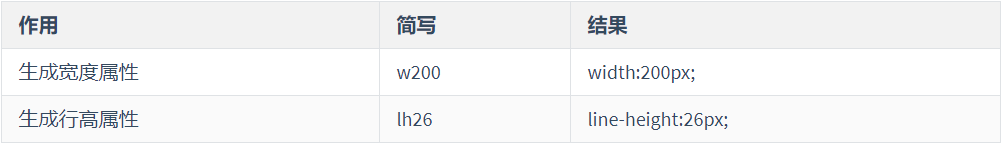 作用 简写 结果
生成宽度属性 w200 width:200px;
生成行高属性 lh26 line-height:26px;